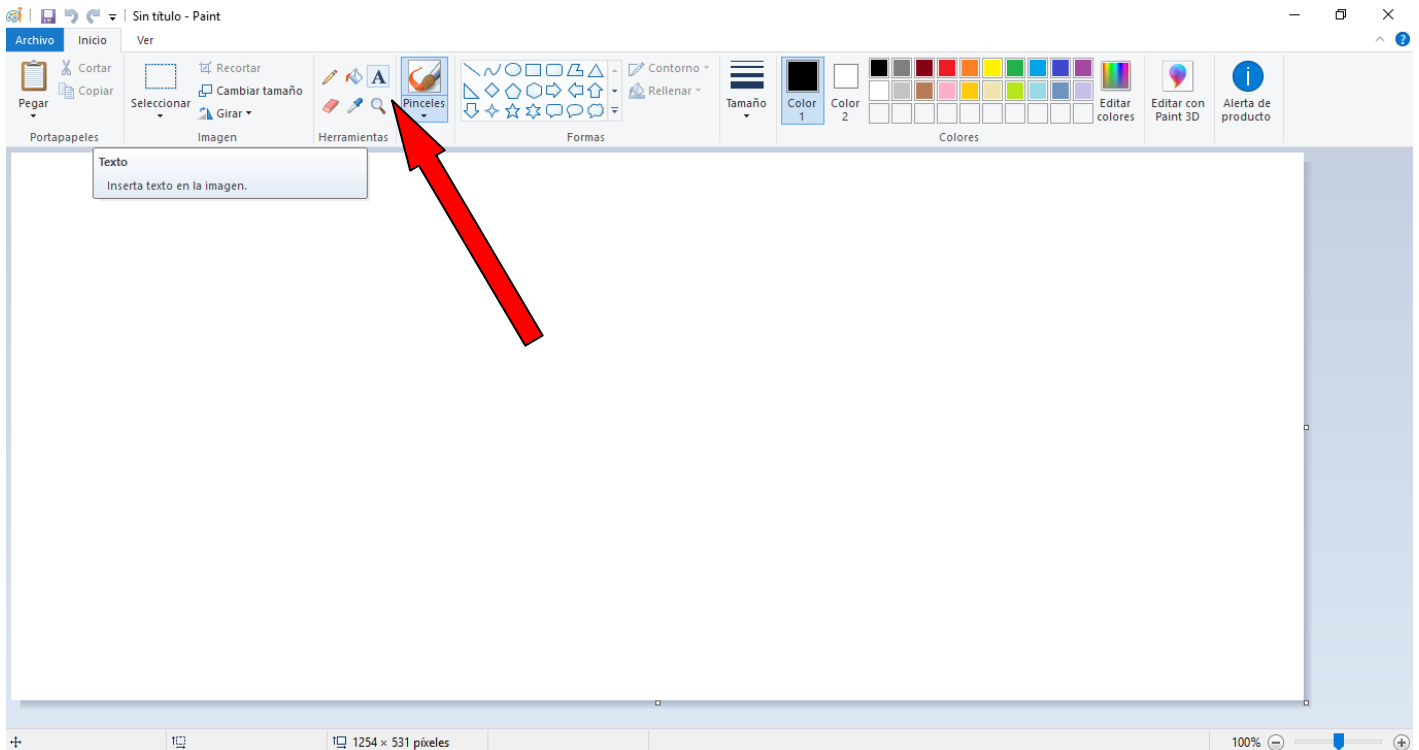 Sin título - Paint
Archivo Inicio Ver
Pegar
Cortar
Copiar
Portapapeles
Seleccionar
Recortar
Cambiar tamaño
Girar
Imagen
A
Herramientas
Pinceles
Contorno
Rellenar
Formas
Tamaño
Color
1
Color
2
Editar
colores
Colores
Editar con
Paint 3D
Alerta de
producto
Texto
Inserta texto en la imagen.
1254 × 531 píxeles
100%